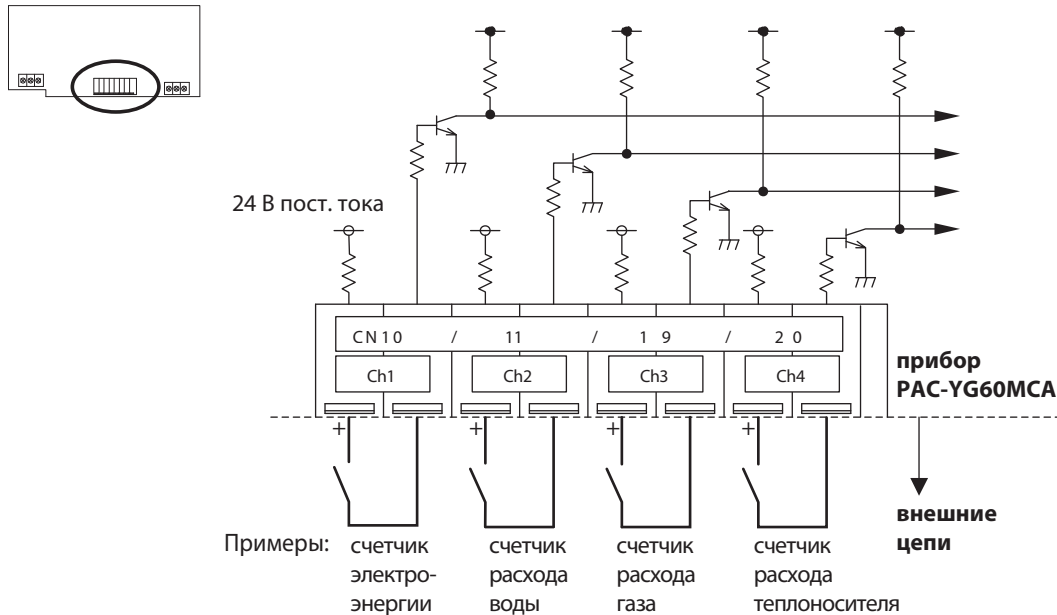 24 В пост. тока
CN10 / 11 / 19 / 20
Ch1 Ch2 Ch3 Ch4
прибор
PAC-YG60MCA
+ + + +
внешние
цепи
Примеры: счетчик счетчик счетчик счетчик
электро- расхода расхода расхода
энергии воды газа теплоносителя